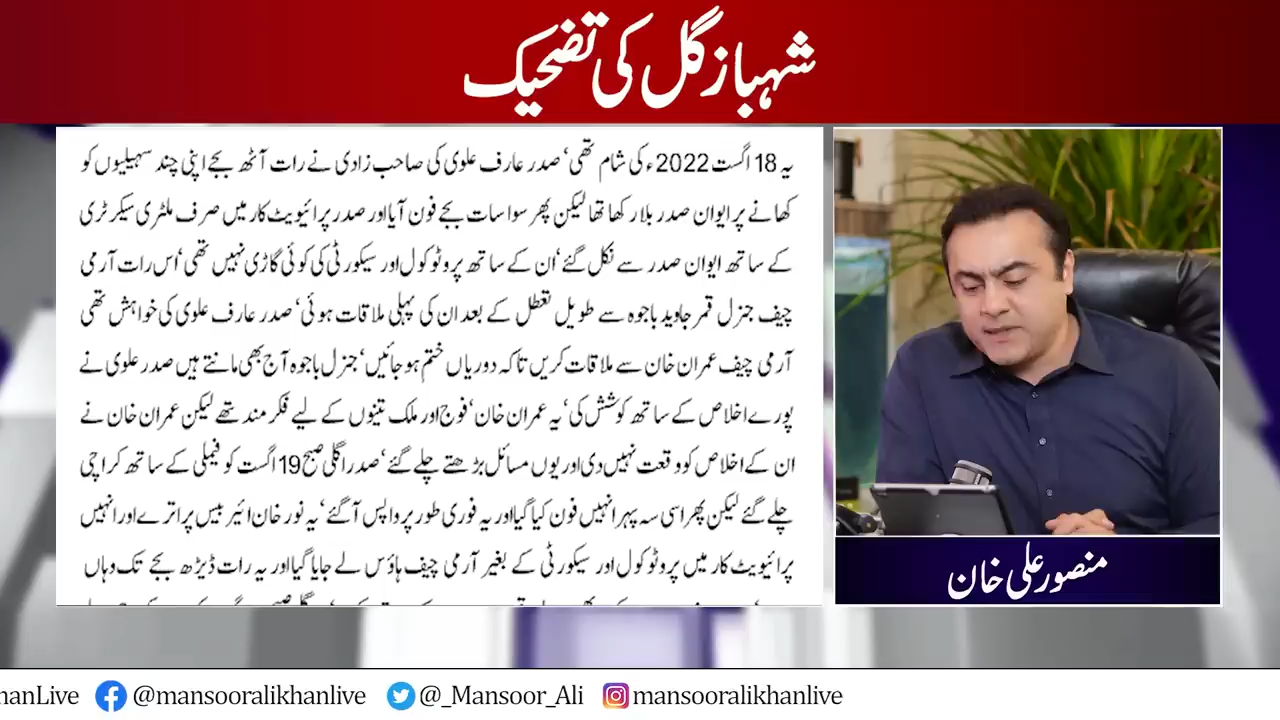 شہباز گل کی تضحیک
یہ 18 اگست 2022ء کی شام تھی‘ صدر عارف علوی کی صاحب زادی نے رات آٹھ بجے اپنی چند سہیلیوں کو
کھانے پر ایوان صدر بلا رکھا تھا لیکن پھر سوا سات بجے فون آیا اور صدر پرائیویٹ کار میں صرف ملٹری سیکرٹری
کے ساتھ ایوان صدر سے نکل گئے‘ ان کے ساتھ پروٹوکول اور سیکورٹی کی کوئی گاڑی نہیں تھی‘ اس رات آرمی
چیف جنرل قمر جاوید باجوہ سے طویل تعطل کے بعد ان کی پہلی ملاقات ہوئی‘ صدر عارف علوی کی خواہش تھی
آرمی چیف عمران خان سے ملاقات کریں تاکہ دوریاں ختم ہو جائیں‘ جنرل باجوہ آج بھی مانتے ہیں صدر علوی نے
پورے اخلاص کے ساتھ کوشش کی‘ یہ عمران خان‘ فوج اور ملک تینوں کے لیے فکر مند تھے لیکن عمران خان نے
ان کے اخلاص کو وقعت نہیں دی اور یوں مسائل بڑھتے چلے گئے‘ صدر اگلی صبح 19 اگست کو فیملی کے ساتھ کراچی
چلے گئے لیکن پھر اسی سہ پہر انہیں فون کیا گیا اور یہ فوری طور پر واپس آ گئے‘ یہ نور خان ائیر بیس پر اترے اور انہیں
پرائیویٹ کار میں پروٹوکول اور سیکورٹی کے بغیر آرمی چیف ہاؤس لے جایا گیا اور یہ رات ڈیڑھ بجے تک وہاں
منصور علی خان
hanLive @mansooralikhanlive @_Mansoor_Ali mansooralikhanlive